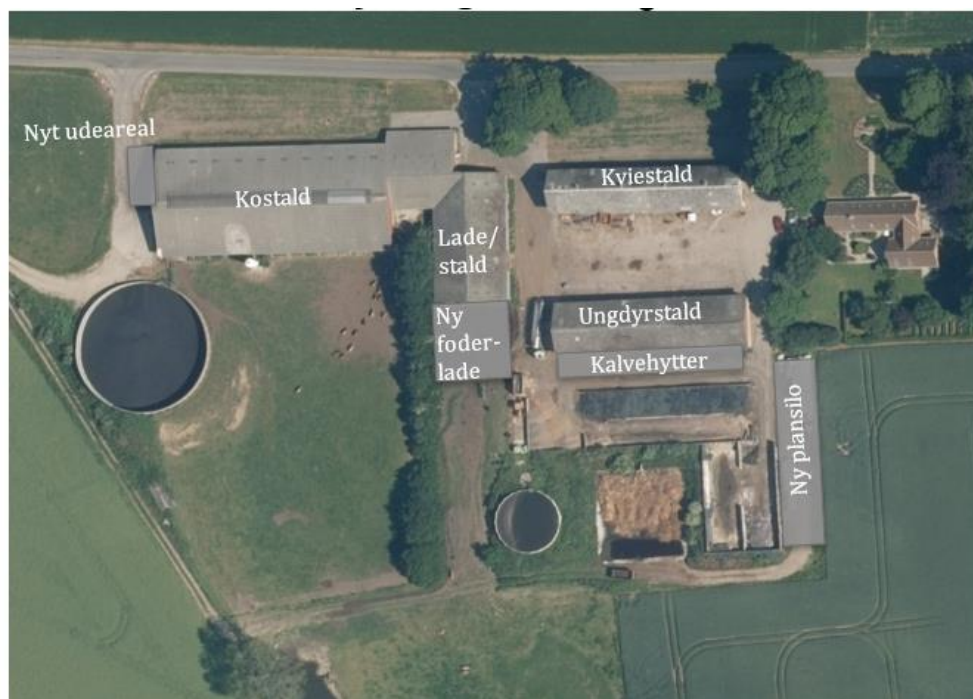 Nyt udeareal
Kostald
Kviestald
Lade/
stald
Ny
foder-
lade
Ungdyrstald
Kalvehytter
Ny plansilo